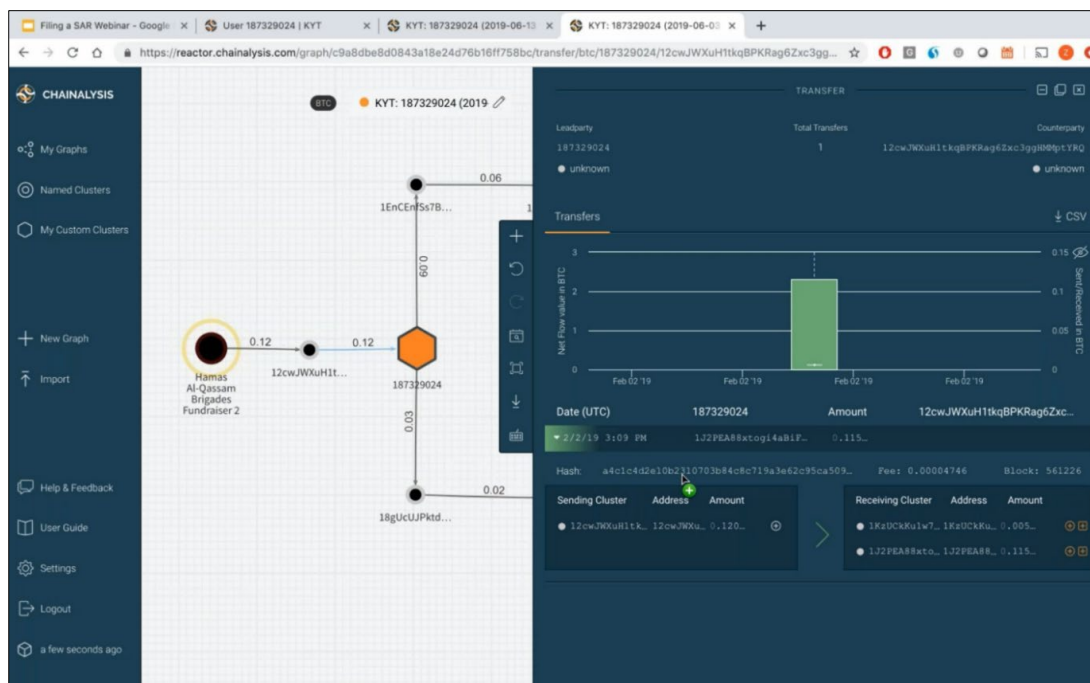 Filing a SAR Webinar - Google
User 187329024 | KYT
KYT: 187329024 (2019-06-13
KYT: 187329024 (2019-06-03
https://reactor.chainalysis.com/graph/c9a8dbe8d0843a18e24d76b16ff758bc/transfer/btc/187329024/12cwJWXuH1tkqBPKRag6Zxc3gg...
CHAINALYSIS
My Graphs
Named Clusters
My Custom Clusters
New Graph
Import
Help & Feedback
User Guide
Settings
Logout
a few seconds ago
BTC
KYT: 187329024 (2019
0.06
1EnCEnfSs7B...
0.09
0.12
0.12
12cwJWXuH1t...
187329024
Hamas
Al-Qassam
Brigades
Fundraiser 2
0.03
0.02
18gUcUJPktd...
TRANSFER
Leadparty
Total Transfers
Counterparty
187329024
1
12cwJWXuH1tkqBPKRag6Zxc3ggHMMptYRQ
unknown
unknown
Transfers
CSV
Net Flow value in BTC
3
2
1
0
0.15
0.1
0.05
0
Sent/Received in BTC
Feb 02 '19
Feb 02 '19
Feb 02 '19
Feb 02 '19
Date (UTC)
187329024
Amount
12cwJWXuH1tkqBPKRag6Zxc...
2/2/19 3:09 PM
1J2PEA88xtogi4aBiF...
0.115...
Hash:
a4c1c4d2e10b2310703b84c8c719a3e62c95ca509...
Fee: 0.00004746
Block: 561226
Sending Cluster Address Amount
12cwJWXuH1tk... 12cwJWXu... 0.120...
Receiving Cluster Address Amount
1KzUCkKu1w7... 1KzUCkKu... 0.005...
1J2PEA88xto... 1J2PEA88... 0.115...